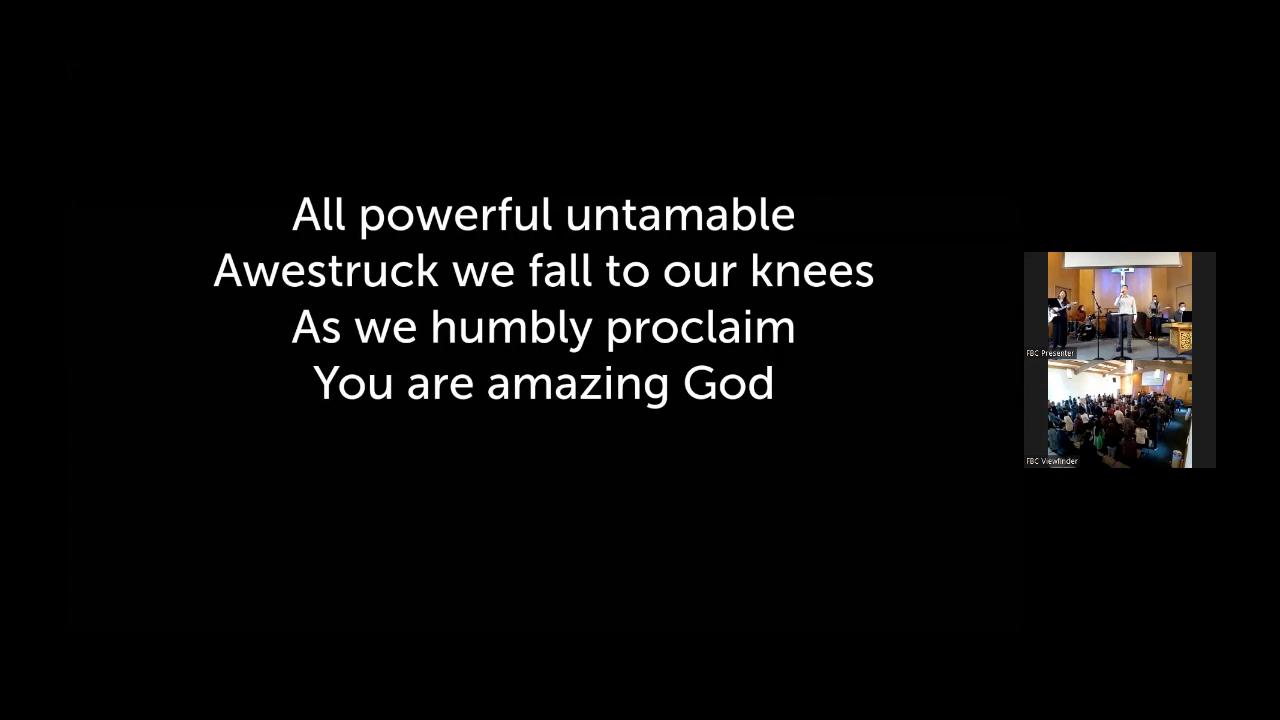 All powerful untamable
Awestruck we fall to our knees
As we humbly proclaim
You are amazing God
FBC Presenter
FBC Viewfinder